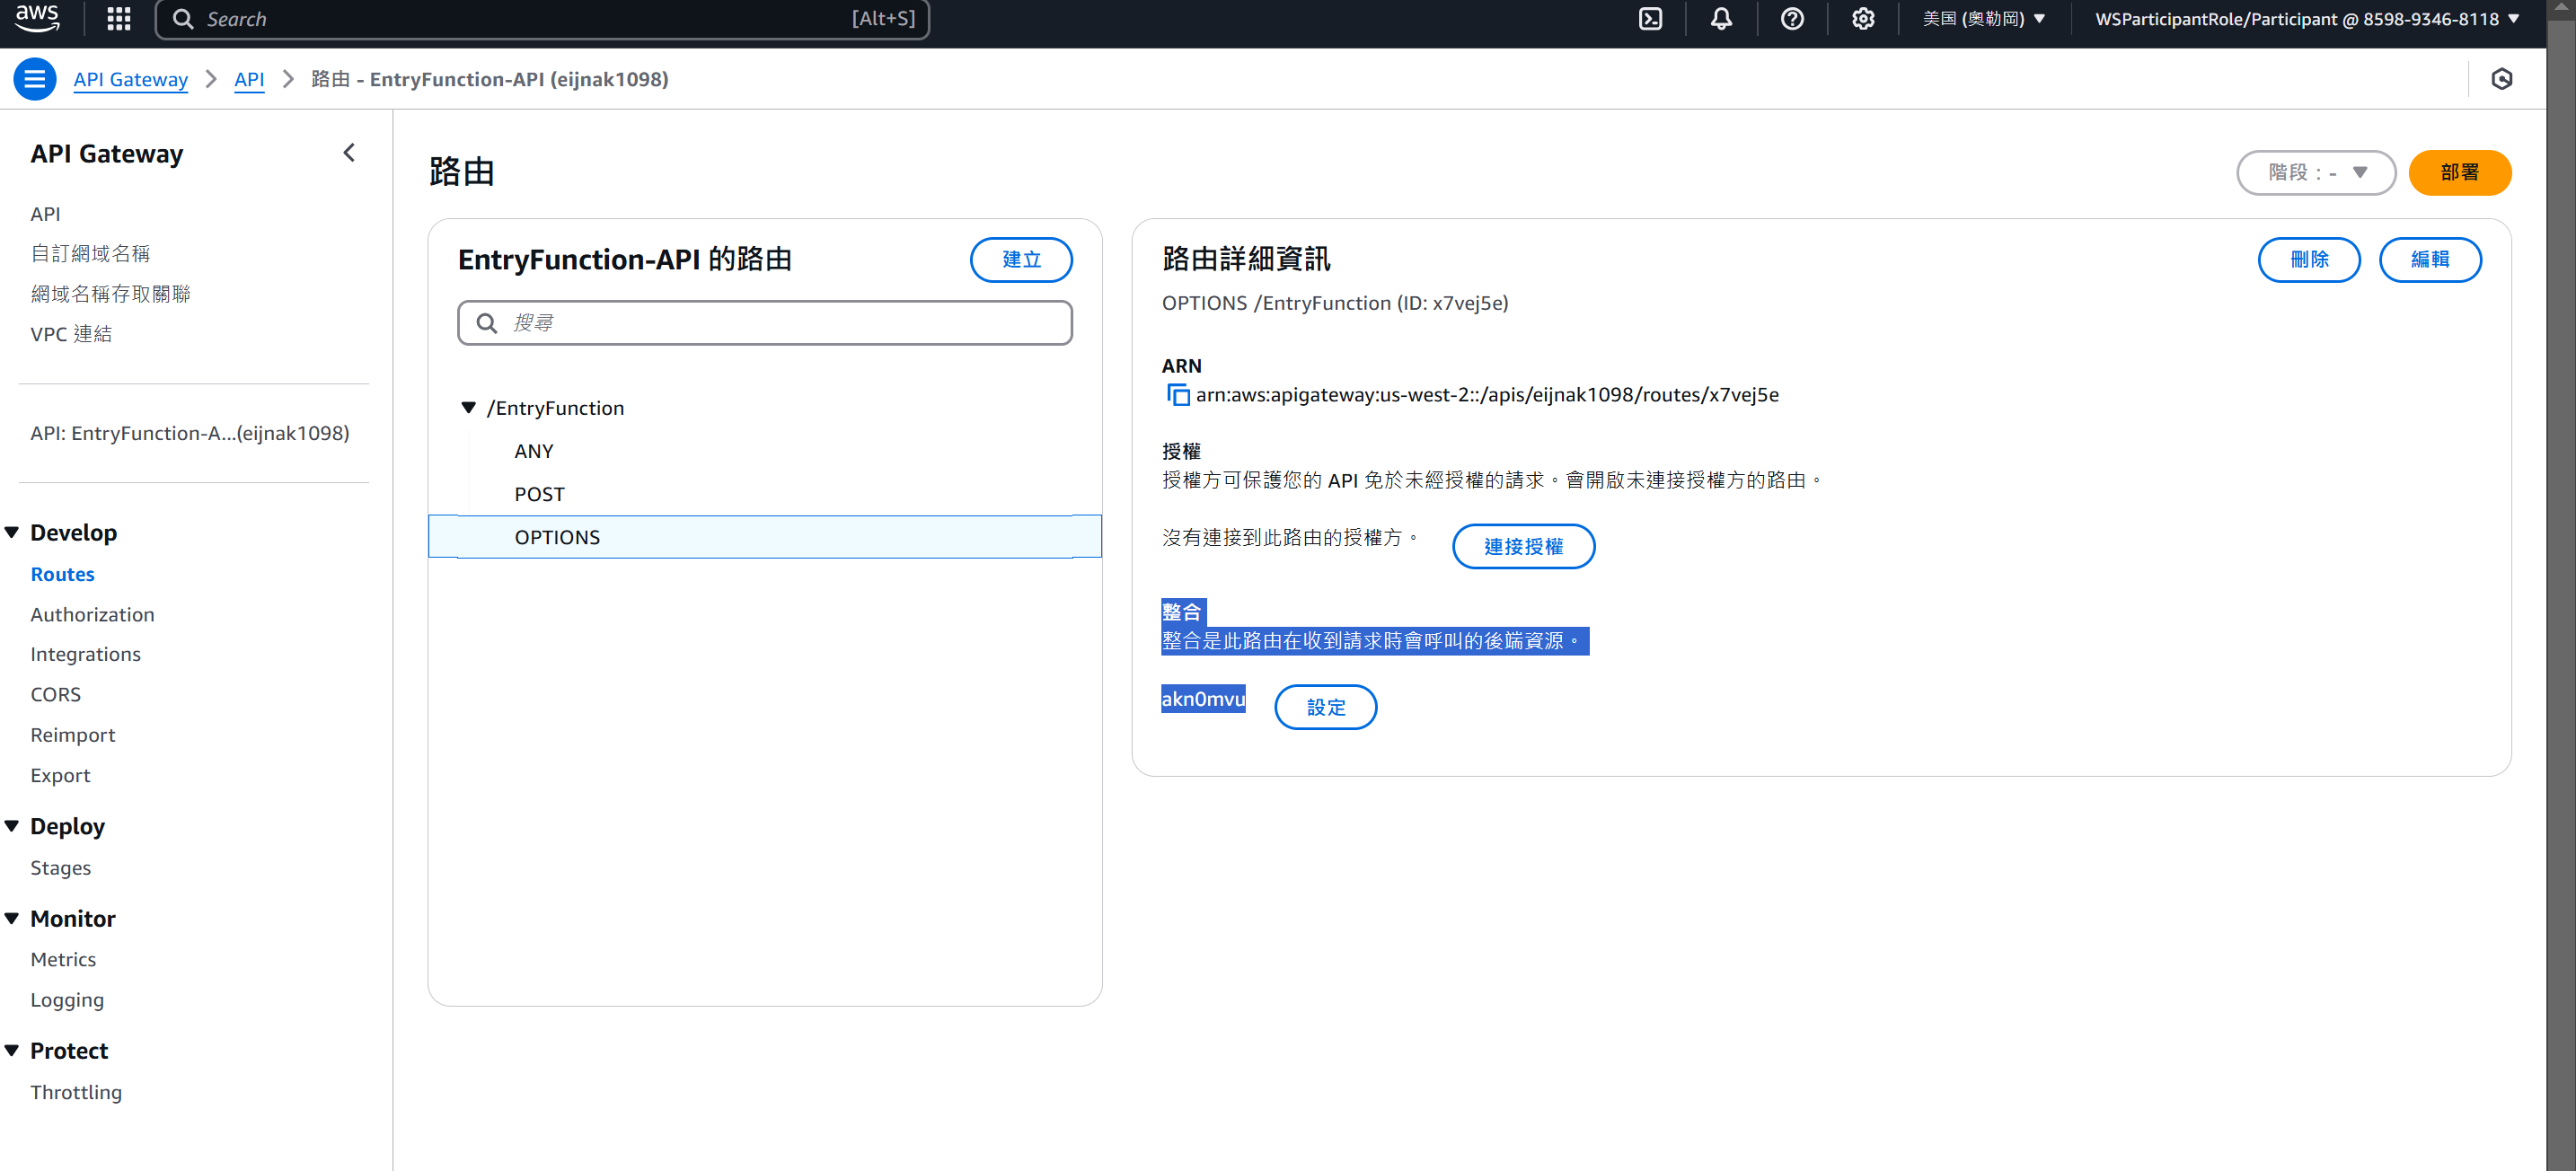 aws
Search
[Alt+S]
美国 (奧勒岡)
WSParticipantRole/Participant @ 8598-9346-8118
API Gateway
API
路由 - EntryFunction-API (eijnak1098)
API Gateway
API
自訂網域名稱
網域名稱存取關聯
VPC 連結
API: EntryFunction-A...(eijnak1098)
Develop
Routes
Authorization
Integrations
CORS
Reimport
Export
Deploy
Stages
Monitor
Metrics
Logging
Protect
Throttling
路由
階段：-
部署
EntryFunction-API 的路由
建立
搜尋
/EntryFunction
ANY
POST
OPTIONS
路由詳細資訊
刪除
編輯
OPTIONS /EntryFunction (ID: x7vej5e)
ARN
arn:aws:apigateway:us-west-2::/apis/eijnak1098/routes/x7vej5e
授權
授權方可保護您的 API 免於未經授權的請求。會開啟未連接授權方的路由。
沒有連接到此路由的授權方。
連接授權
整合
整合是此路由在收到請求時會呼叫的後端資源。
akn0mvu
設定